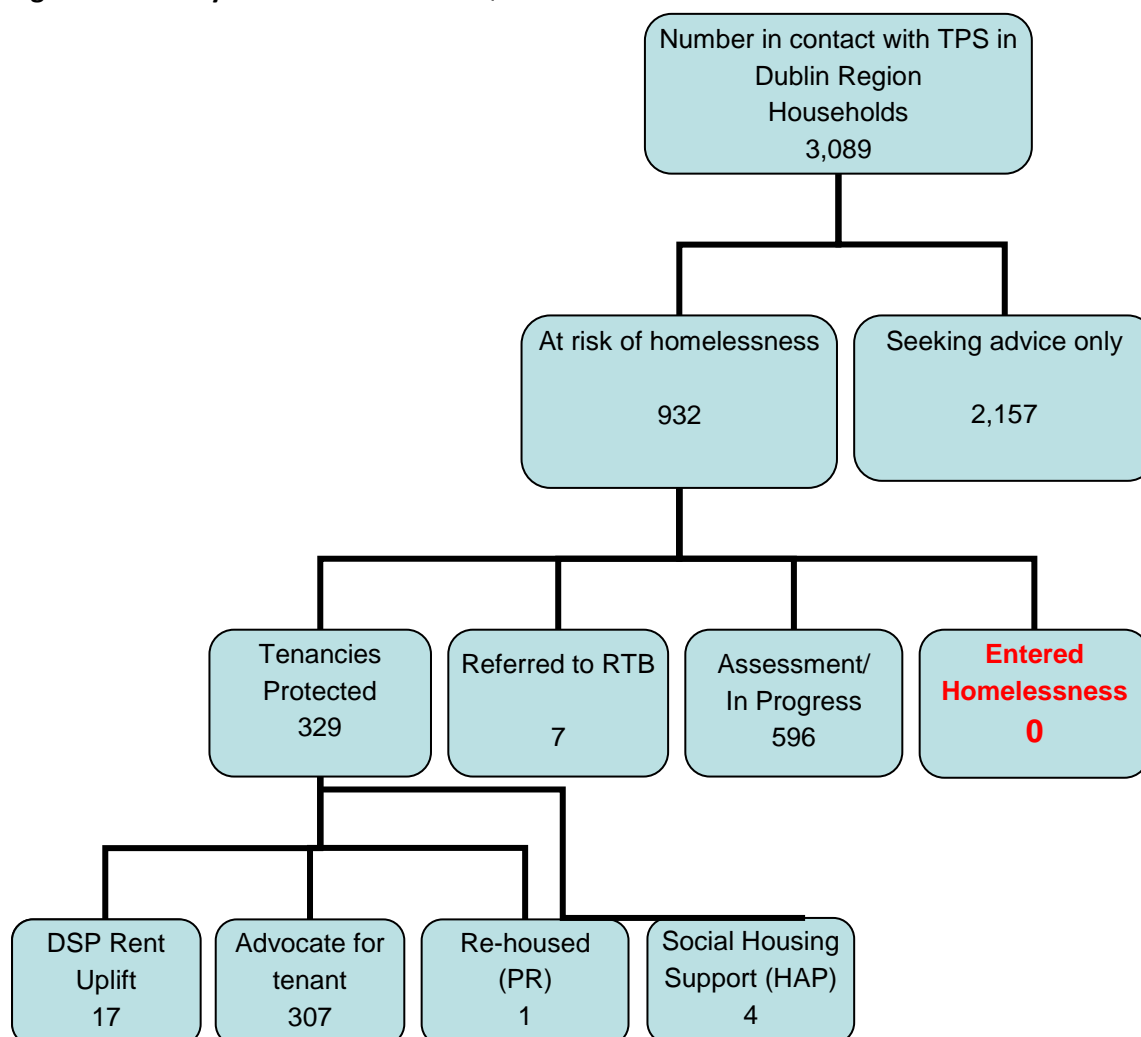 Number in contact with TPS in
Dublin Region
Households
3,089
At risk of homelessness
932
Seeking advice only
2,157
Tenancies
Protected
329
Referred to RTB
7
Assessment/
In Progress
596
Entered
Homelessness
0
DSP Rent
Uplift
17
Advocate for
tenant
307
Re-housed
(PR)
1
Social Housing
Support (HAP)
4